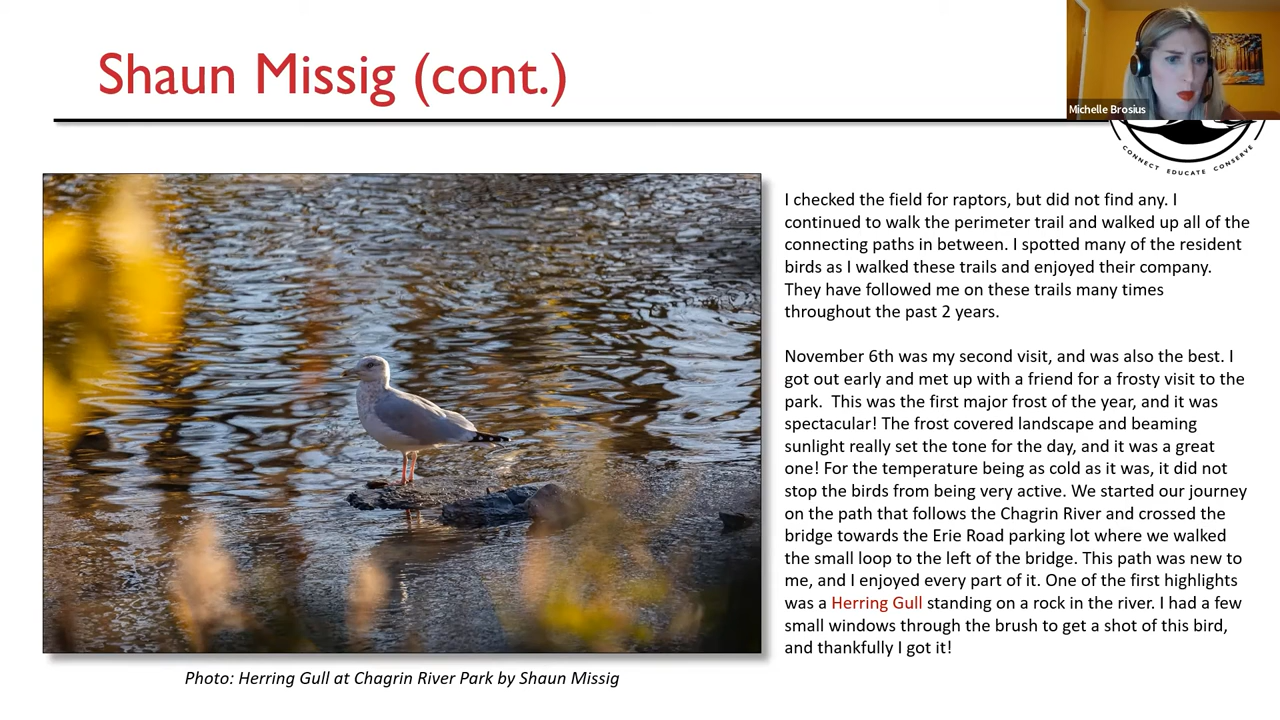 Shaun Missig (cont.)
Michelle Brosius
CONNECT EDUCATE CONSERVE
I checked the field for raptors, but did not find any. I
continued to walk the perimeter trail and walked up all of the
connecting paths in between. I spotted many of the resident
birds as I walked these trails and enjoyed their company.
They have followed me on these trails many times
throughout the past 2 years.
November 6th was my second visit, and was also the best. I
got out early and met up with a friend for a frosty visit to the
park.  This was the first major frost of the year, and it was
spectacular! The frost covered landscape and beaming
sunlight really set the tone for the day, and it was a great
one! For the temperature being as cold as it was, it did not
stop the birds from being very active. We started our journey
on the path that follows the Chagrin River and crossed the
bridge towards the Erie Road parking lot where we walked
the small loop to the left of the bridge. This path was new to
me, and I enjoyed every part of it. One of the first highlights
was a Herring Gull standing on a rock in the river. I had a few
small windows through the brush to get a shot of this bird,
and thankfully I got it!
Photo: Herring Gull at Chagrin River Park by Shaun Missig